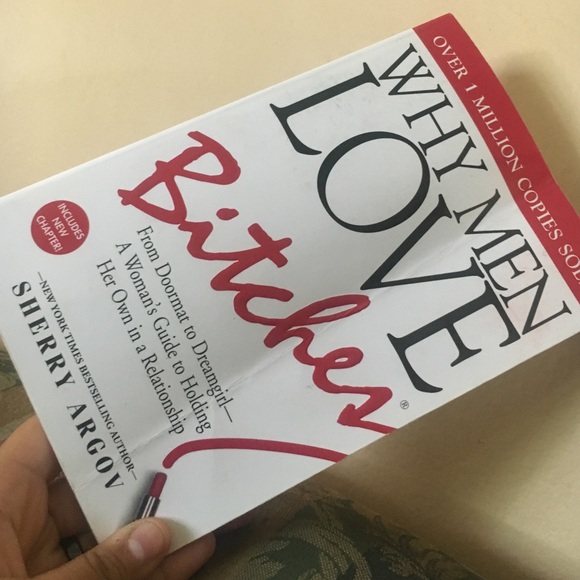 OVER 1 MILLION COPIES
WHY MEN
LOVE
Bitches®
From Doormat to Dreamgirl—
A Woman's Guide to Holding
Her Own in a Relationship
INCLUDES
NEW
CHAPTER!
—NEW YORK TIMES BESTSELLING AUTHOR—
SHERRY ARGOV